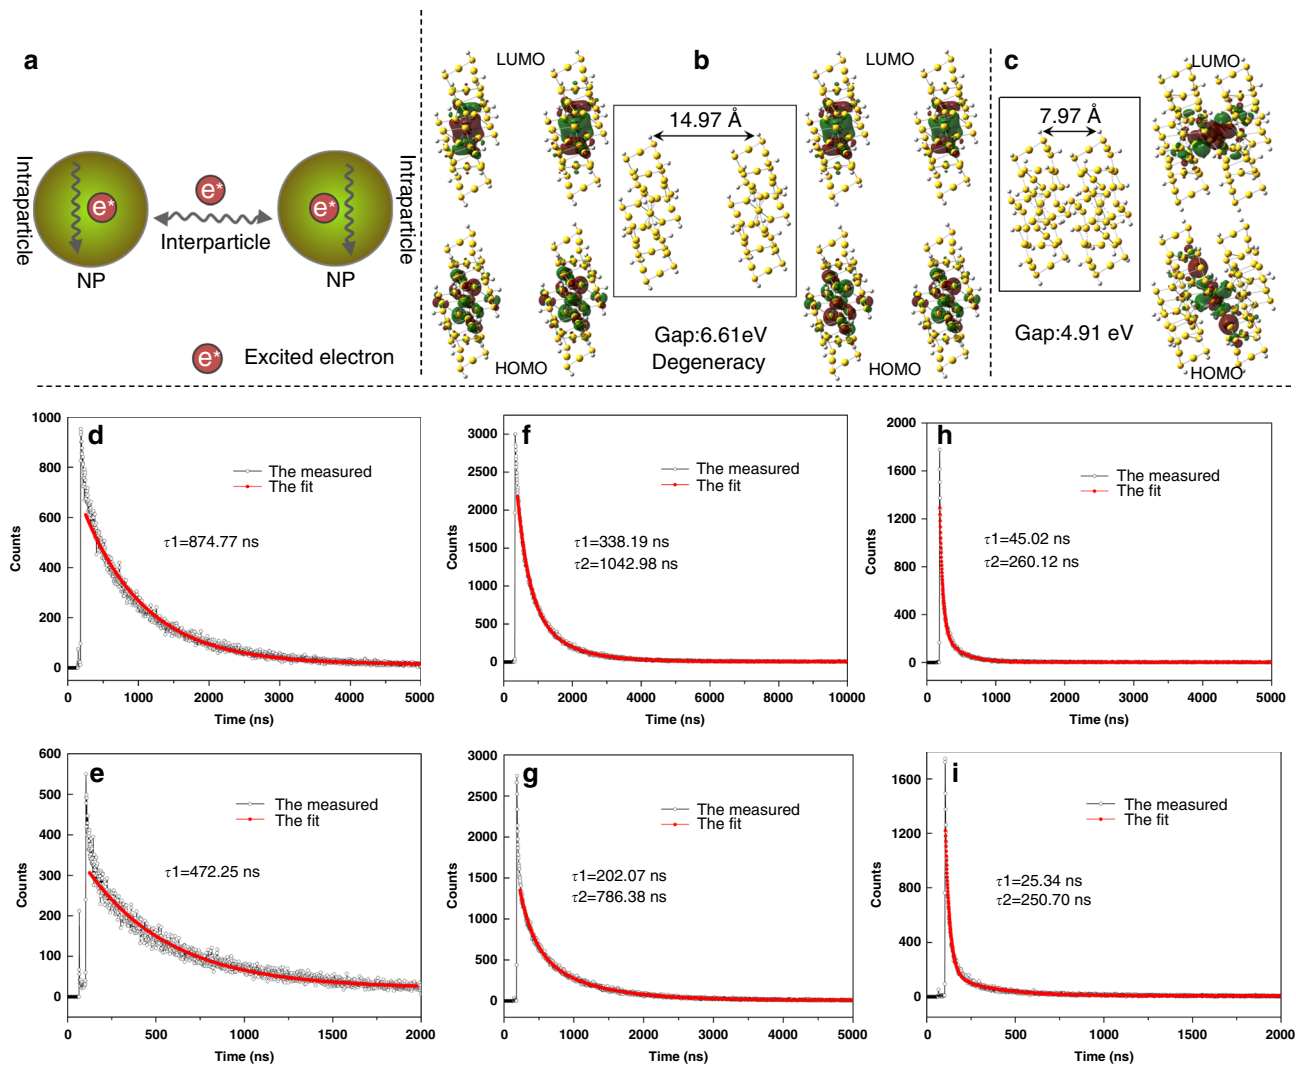 a
Intraparticle
e*
e*
e*
Interparticle
Intraparticle
NP
NP
e*
Excited electron
b
LUMO
LUMO
14.97 Å
Gap:6.61eV
Degeneracy
HOMO
HOMO
c
LUMO
7.97 Å
Gap:4.91 eV
HOMO
d
1000
800
600
400
200
0
Counts
The measured
The fit
τ1=874.77 ns
0
1000
2000
3000
4000
5000
Time (ns)
f
3000
2500
2000
1500
1000
500
0
Counts
The measured
The fit
τ1=338.19 ns
τ2=1042.98 ns
0
2000
4000
6000
8000
10000
Time (ns)
h
2000
1600
1200
800
400
0
Counts
The measured
The fit
τ1=45.02 ns
τ2=260.12 ns
0
1000
2000
3000
4000
5000
Time (ns)
e
600
500
400
300
200
100
0
Counts
The measured
The fit
τ1=472.25 ns
0
500
1000
1500
2000
Time (ns)
g
3000
2500
2000
1500
1000
500
0
Counts
The measured
The fit
τ1=202.07 ns
τ2=786.38 ns
0
1000
2000
3000
4000
5000
Time (ns)
i
1600
1200
800
400
0
Counts
The measured
The fit
τ1=25.34 ns
τ2=250.70 ns
0
500
1000
1500
2000
Time (ns)